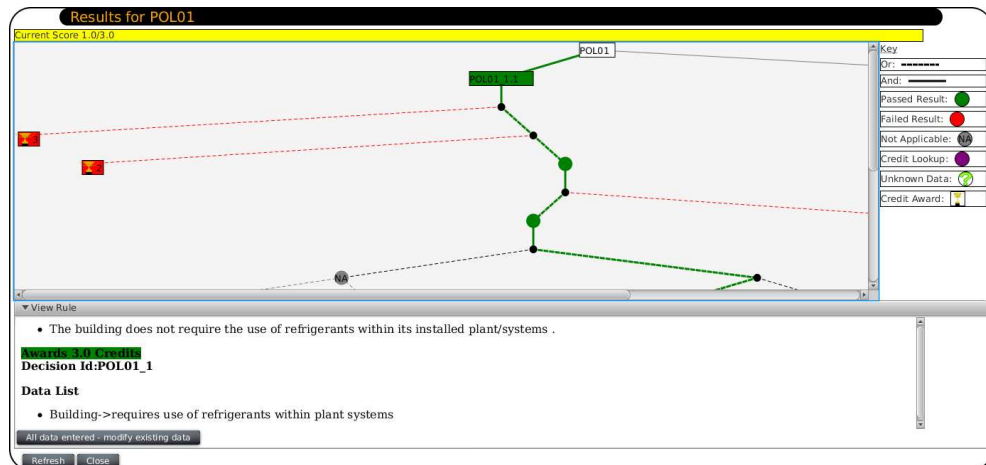 Results for POL01
Current Score 1.0/3.0
POL01
POL01_1.1
3
2
NA
Key
Or:
And:
Passed Result:
Failed Result:
Not Applicable: NA
Credit Lookup:
Unknown Data: ?
Credit Award:
View Rule
• The building does not require the use of refrigerants within its installed plant/systems .
Awards 3.0 Credits
Decision Id:POL01_1
Data List
• Building->requires use of refrigerants within plant systems
All data entered - modify existing data
Refresh Close